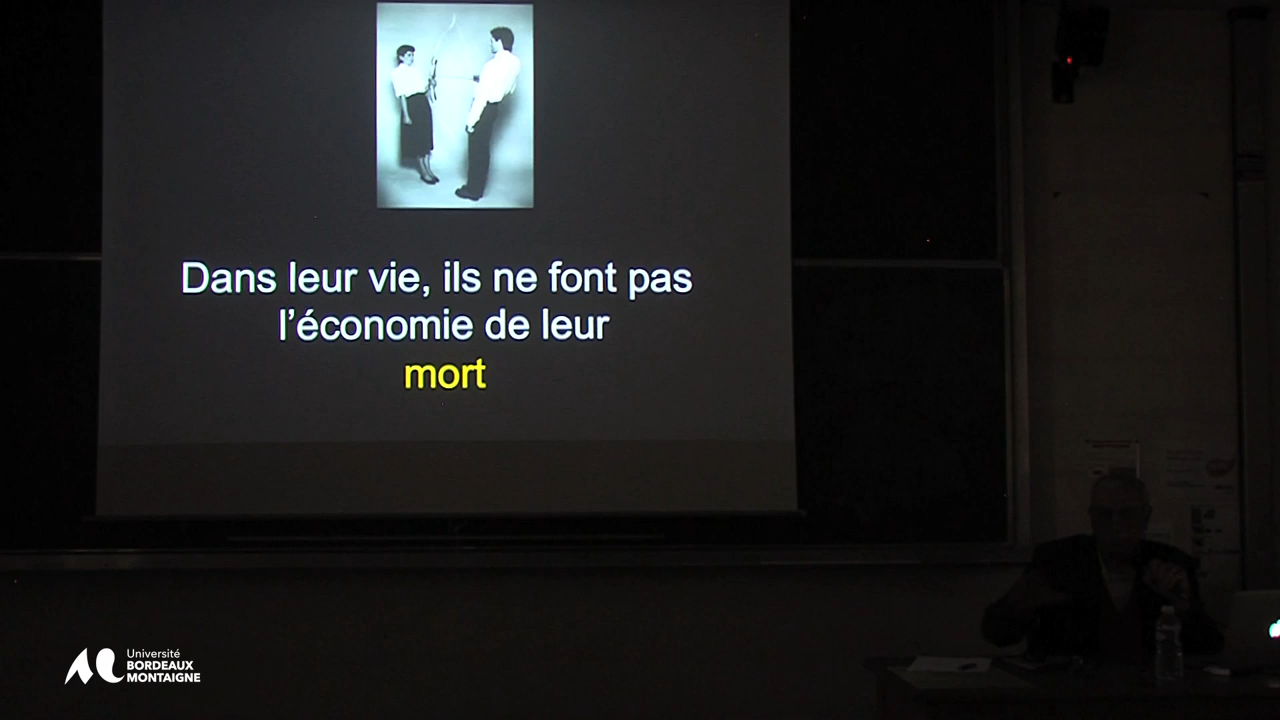 Dans leur vie, ils ne font pas
l'économie de leur
mort
Université
BORDEAUX
MONTAIGNE